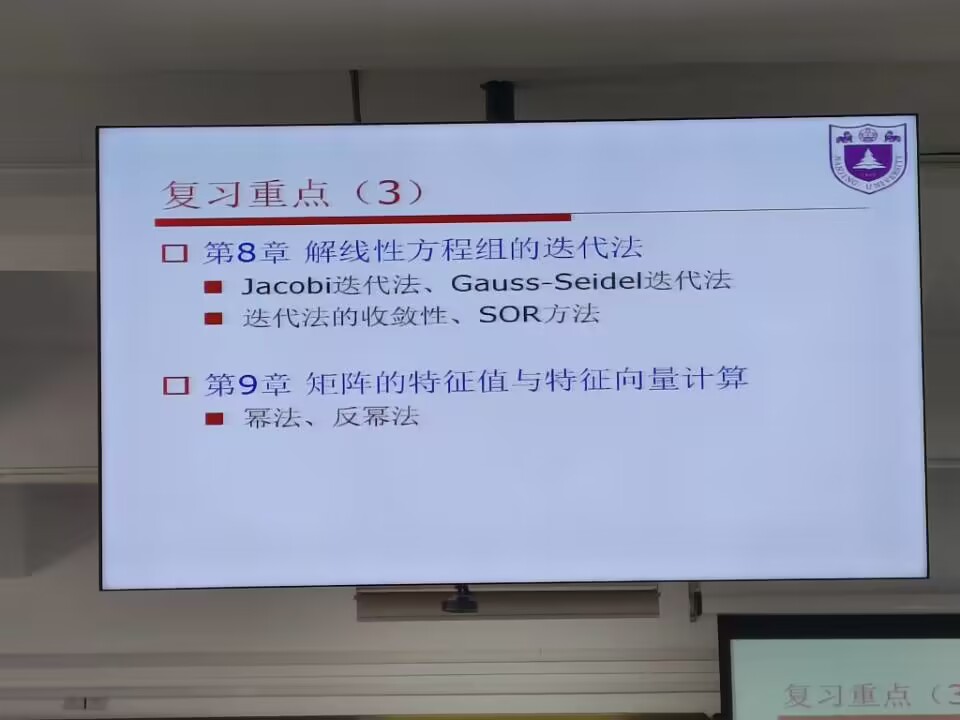 复习重点（3）
第8章 解线性方程组的迭代法
Jacobi迭代法、Gauss-Seidel迭代法
迭代法的收敛性、SOR方法
第9章 矩阵的特征值与特征向量计算
幂法、反幂法
NANJING UNIVERSITY
复习重点（3